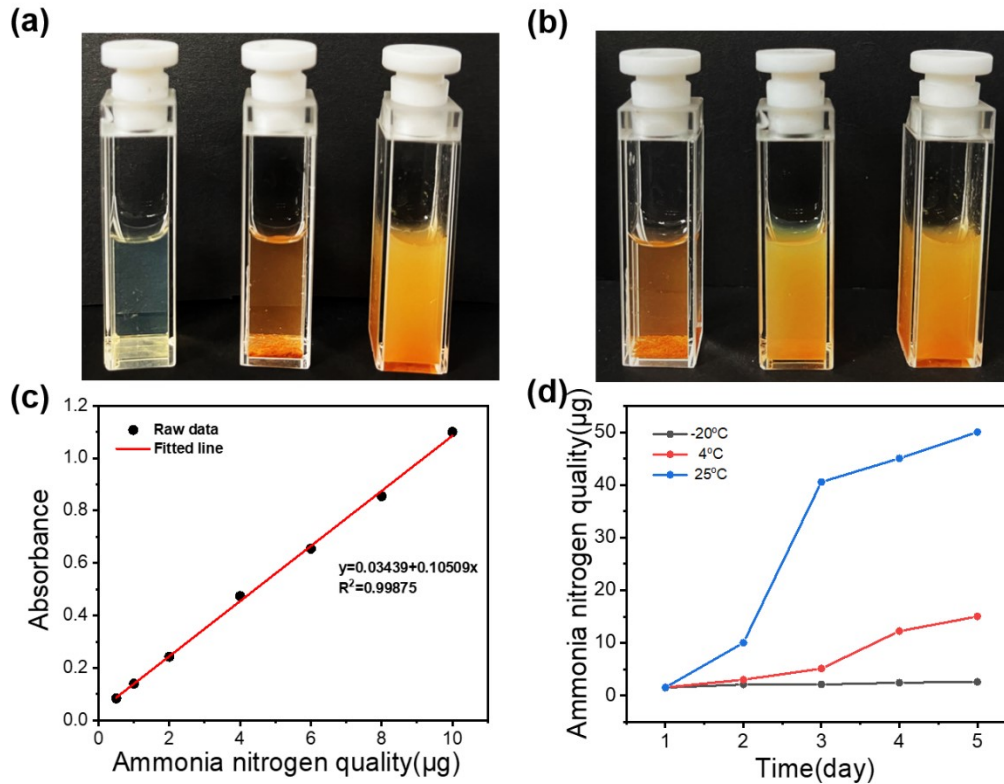 (a)
(b)
(c)
1.2
1.0
0.8
0.6
0.4
0.2
0.0
Absorbance
Raw data
Fitted line
y=0.03439+0.10509x
R²=0.99875
0 2 4 6 8 10
Ammonia nitrogen quality(μg)
(d)
50
40
30
20
10
0
Ammonia nitrogen quality(μg)
-20°C
4°C
25°C
1 2 3 4 5
Time(day)